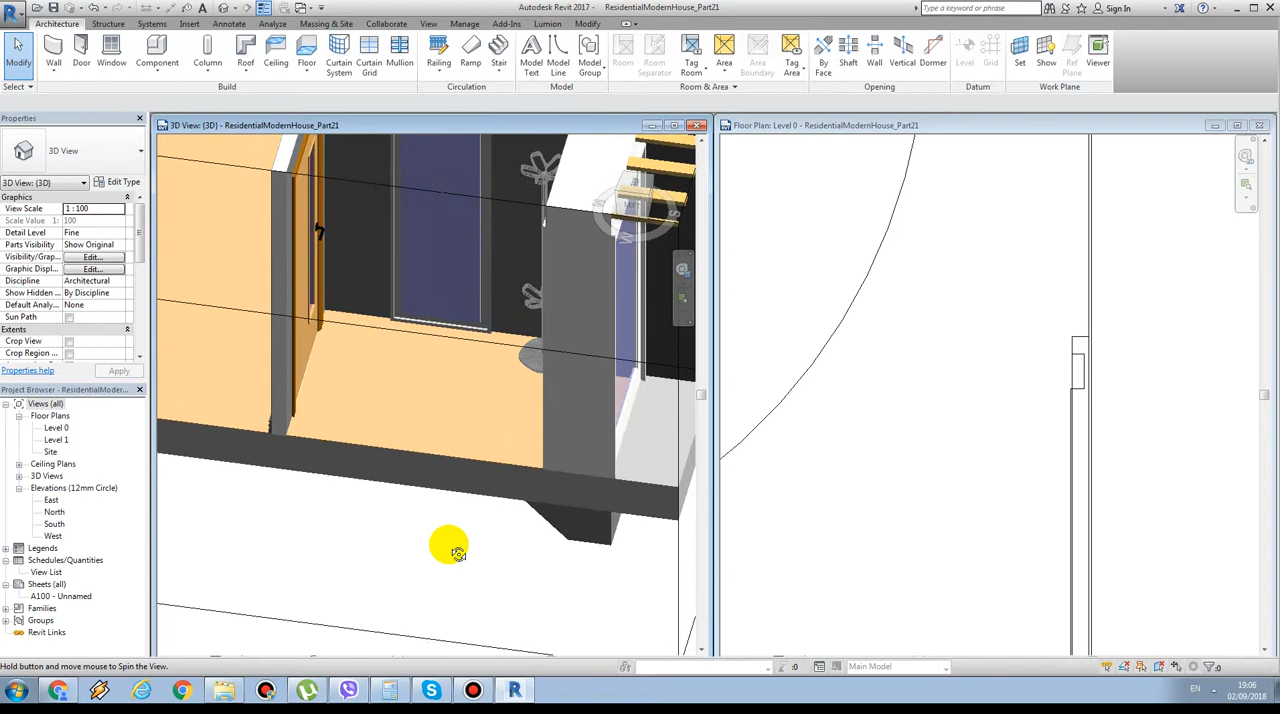 Autodesk Revit 2017 - ResidentialModernHouse_Part21
Type a keyword or phrase
Sign In
Architecture Structure Systems Insert Annotate Analyze Massing & Site Collaborate View Manage Add-Ins Lumion Modify
Modify Wall Door Window Component Column Roof Ceiling Floor Curtain System Curtain Grid Mullion Railing Ramp Stair Model Text Model Line Model Group Room Room Separator Tag Room Area Area Boundary Tag Area By Face Shaft Wall Vertical Dormer Level Grid Set Show Ref Plane Viewer
Select Build Circulation Model Room & Area Opening Datum Work Plane
Properties
3D View
3D View: {3D} Edit Type
Graphics
View Scale 1 : 100
Scale Value 1: 100
Detail Level Fine
Parts Visibility Show Original
Visibility/Grap... Edit...
Graphic Displ... Edit...
Discipline Architectural
Show Hidden ... By Discipline
Default Analy... None
Sun Path
Extents
Crop View
Crop Region ...
Properties help Apply
Project Browser - ResidentialModer...
Views (all)
Floor Plans
Level 0
Level 1
Site
Ceiling Plans
3D Views
Elevations (12mm Circle)
East
North
South
West
Legends
Schedules/Quantities
View List
Sheets (all)
A100 - Unnamed
Families
Groups
Revit Links
3D View: {3D} - ResidentialModernHouse_Part21
Floor Plan: Level 0 - ResidentialModernHouse_Part21
Hold button and move mouse to Spin the View.
:0
Main Model
:0
EN
19:06
02/09/2018